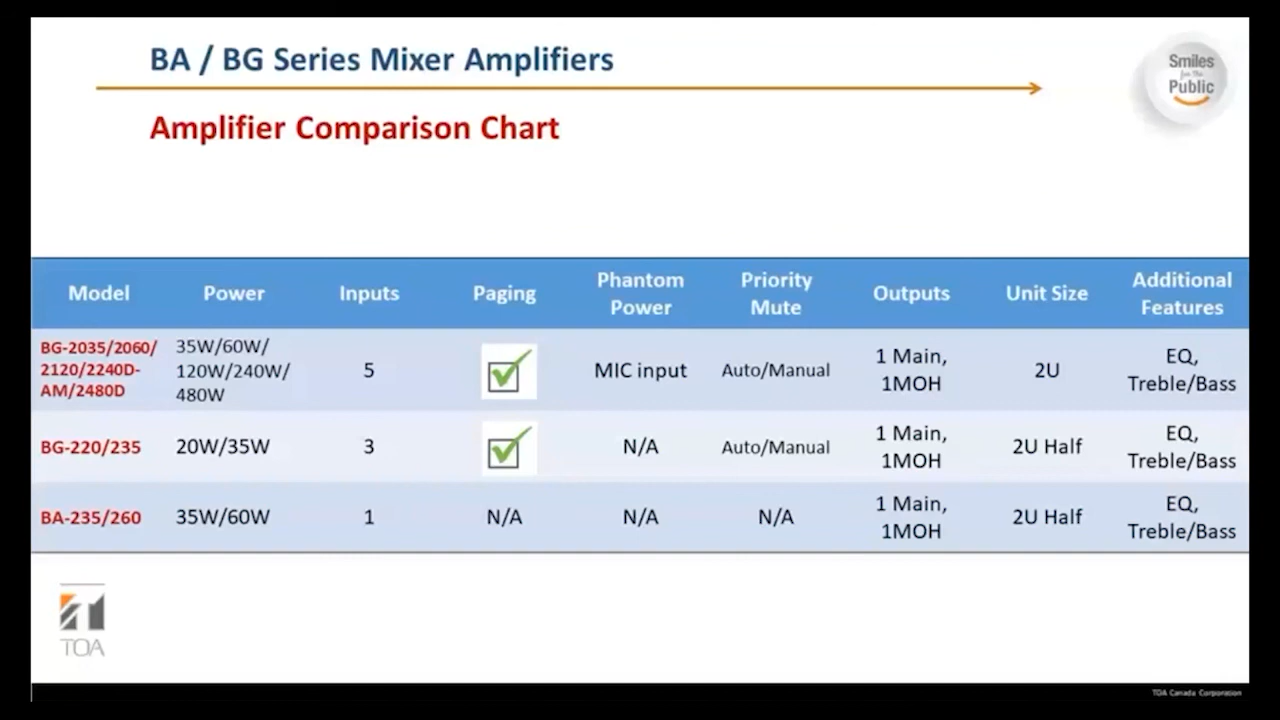 BA / BG Series Mixer Amplifiers
Smiles
for the
Public
Amplifier Comparison Chart
Model
Power
Inputs
Paging
Phantom
Power
Priority
Mute
Outputs
Unit Size
Additional
Features
BG-2035/2060/
2120/2240D-
AM/2480D
35W/60W/
120W/240W/
480W
5
MIC input
Auto/Manual
1 Main,
1MOH
2U
EQ,
Treble/Bass
BG-220/235
20W/35W
3
N/A
Auto/Manual
1 Main,
1MOH
2U Half
EQ,
Treble/Bass
BA-235/260
35W/60W
1
N/A
N/A
N/A
1 Main,
1MOH
2U Half
EQ,
Treble/Bass
TOA
TOA Canada Corporation